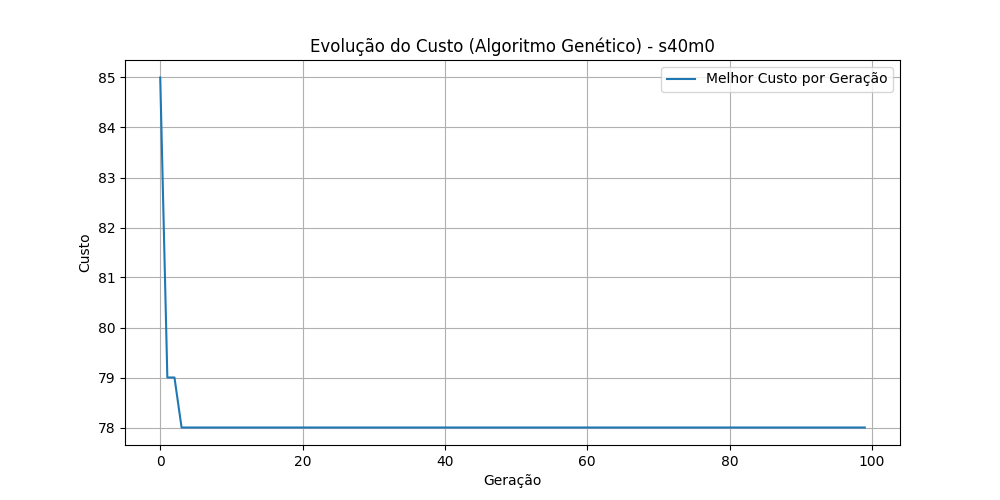 Evolução do Custo (Algoritmo Genético) - s40m0
Melhor Custo por Geração
85
84
83
82
81
80
79
78
Custo
0 20 40 60 80 100
Geração